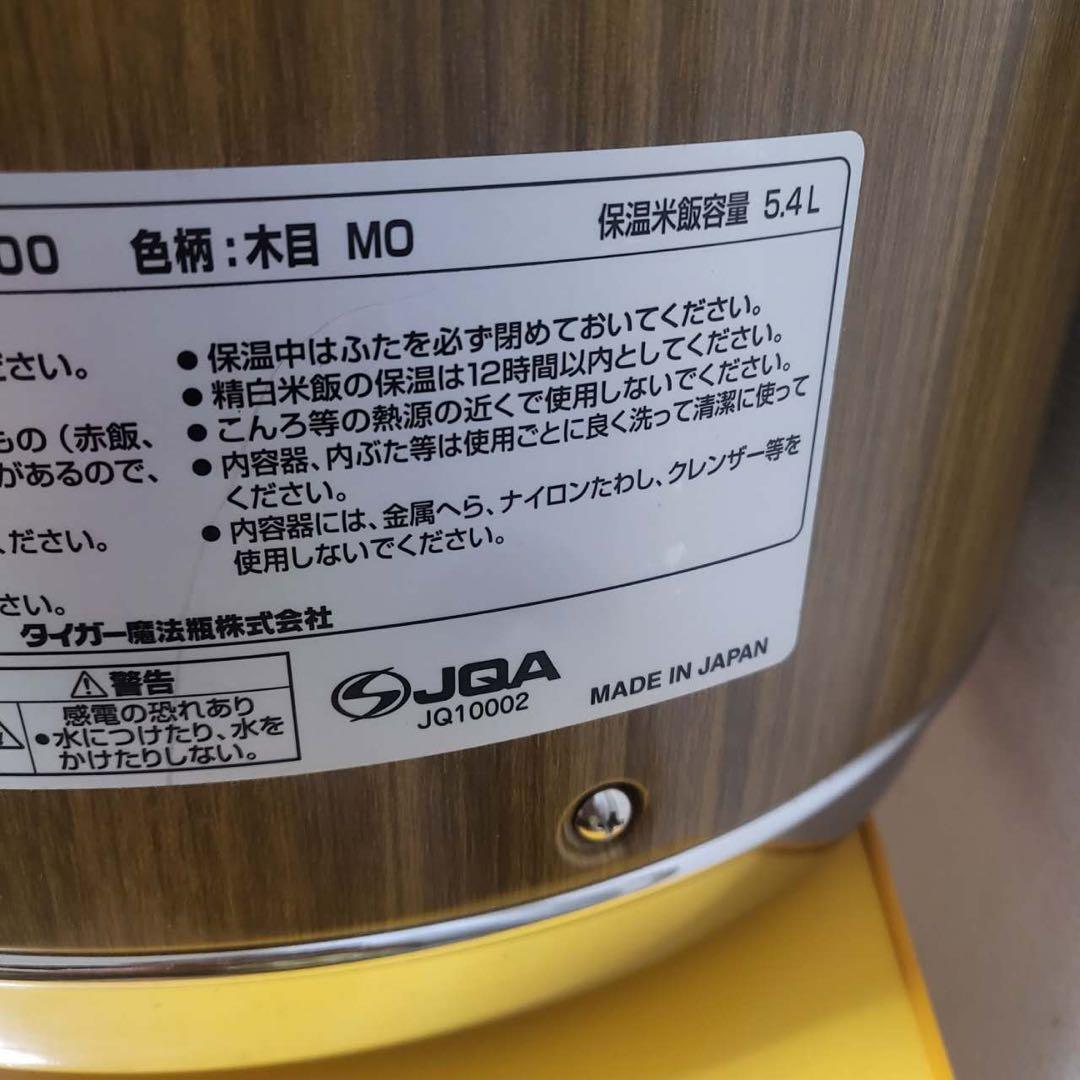 00 色柄：木目 MO 保温米飯容量 5.4L
ださい。
もの（赤飯、
があるので、
ください。
さい。
●保温中はふたを必ず閉めておいてください。
●精白米飯の保温は12時間以内としてください。
●こんろ等の熱源の近くで使用しないでください。
●内容器、内ぶた等は使用ごとに良く洗って清潔に使って
ください。
●内容器には、金属へら、ナイロンたわし、クレンザー等を
使用しないでください。
タイガー魔法瓶株式会社
⚠警告
感電の恐れあり
●水につけたり、水を
かけたりしない。
JQA
JQ10002
MADE IN JAPAN